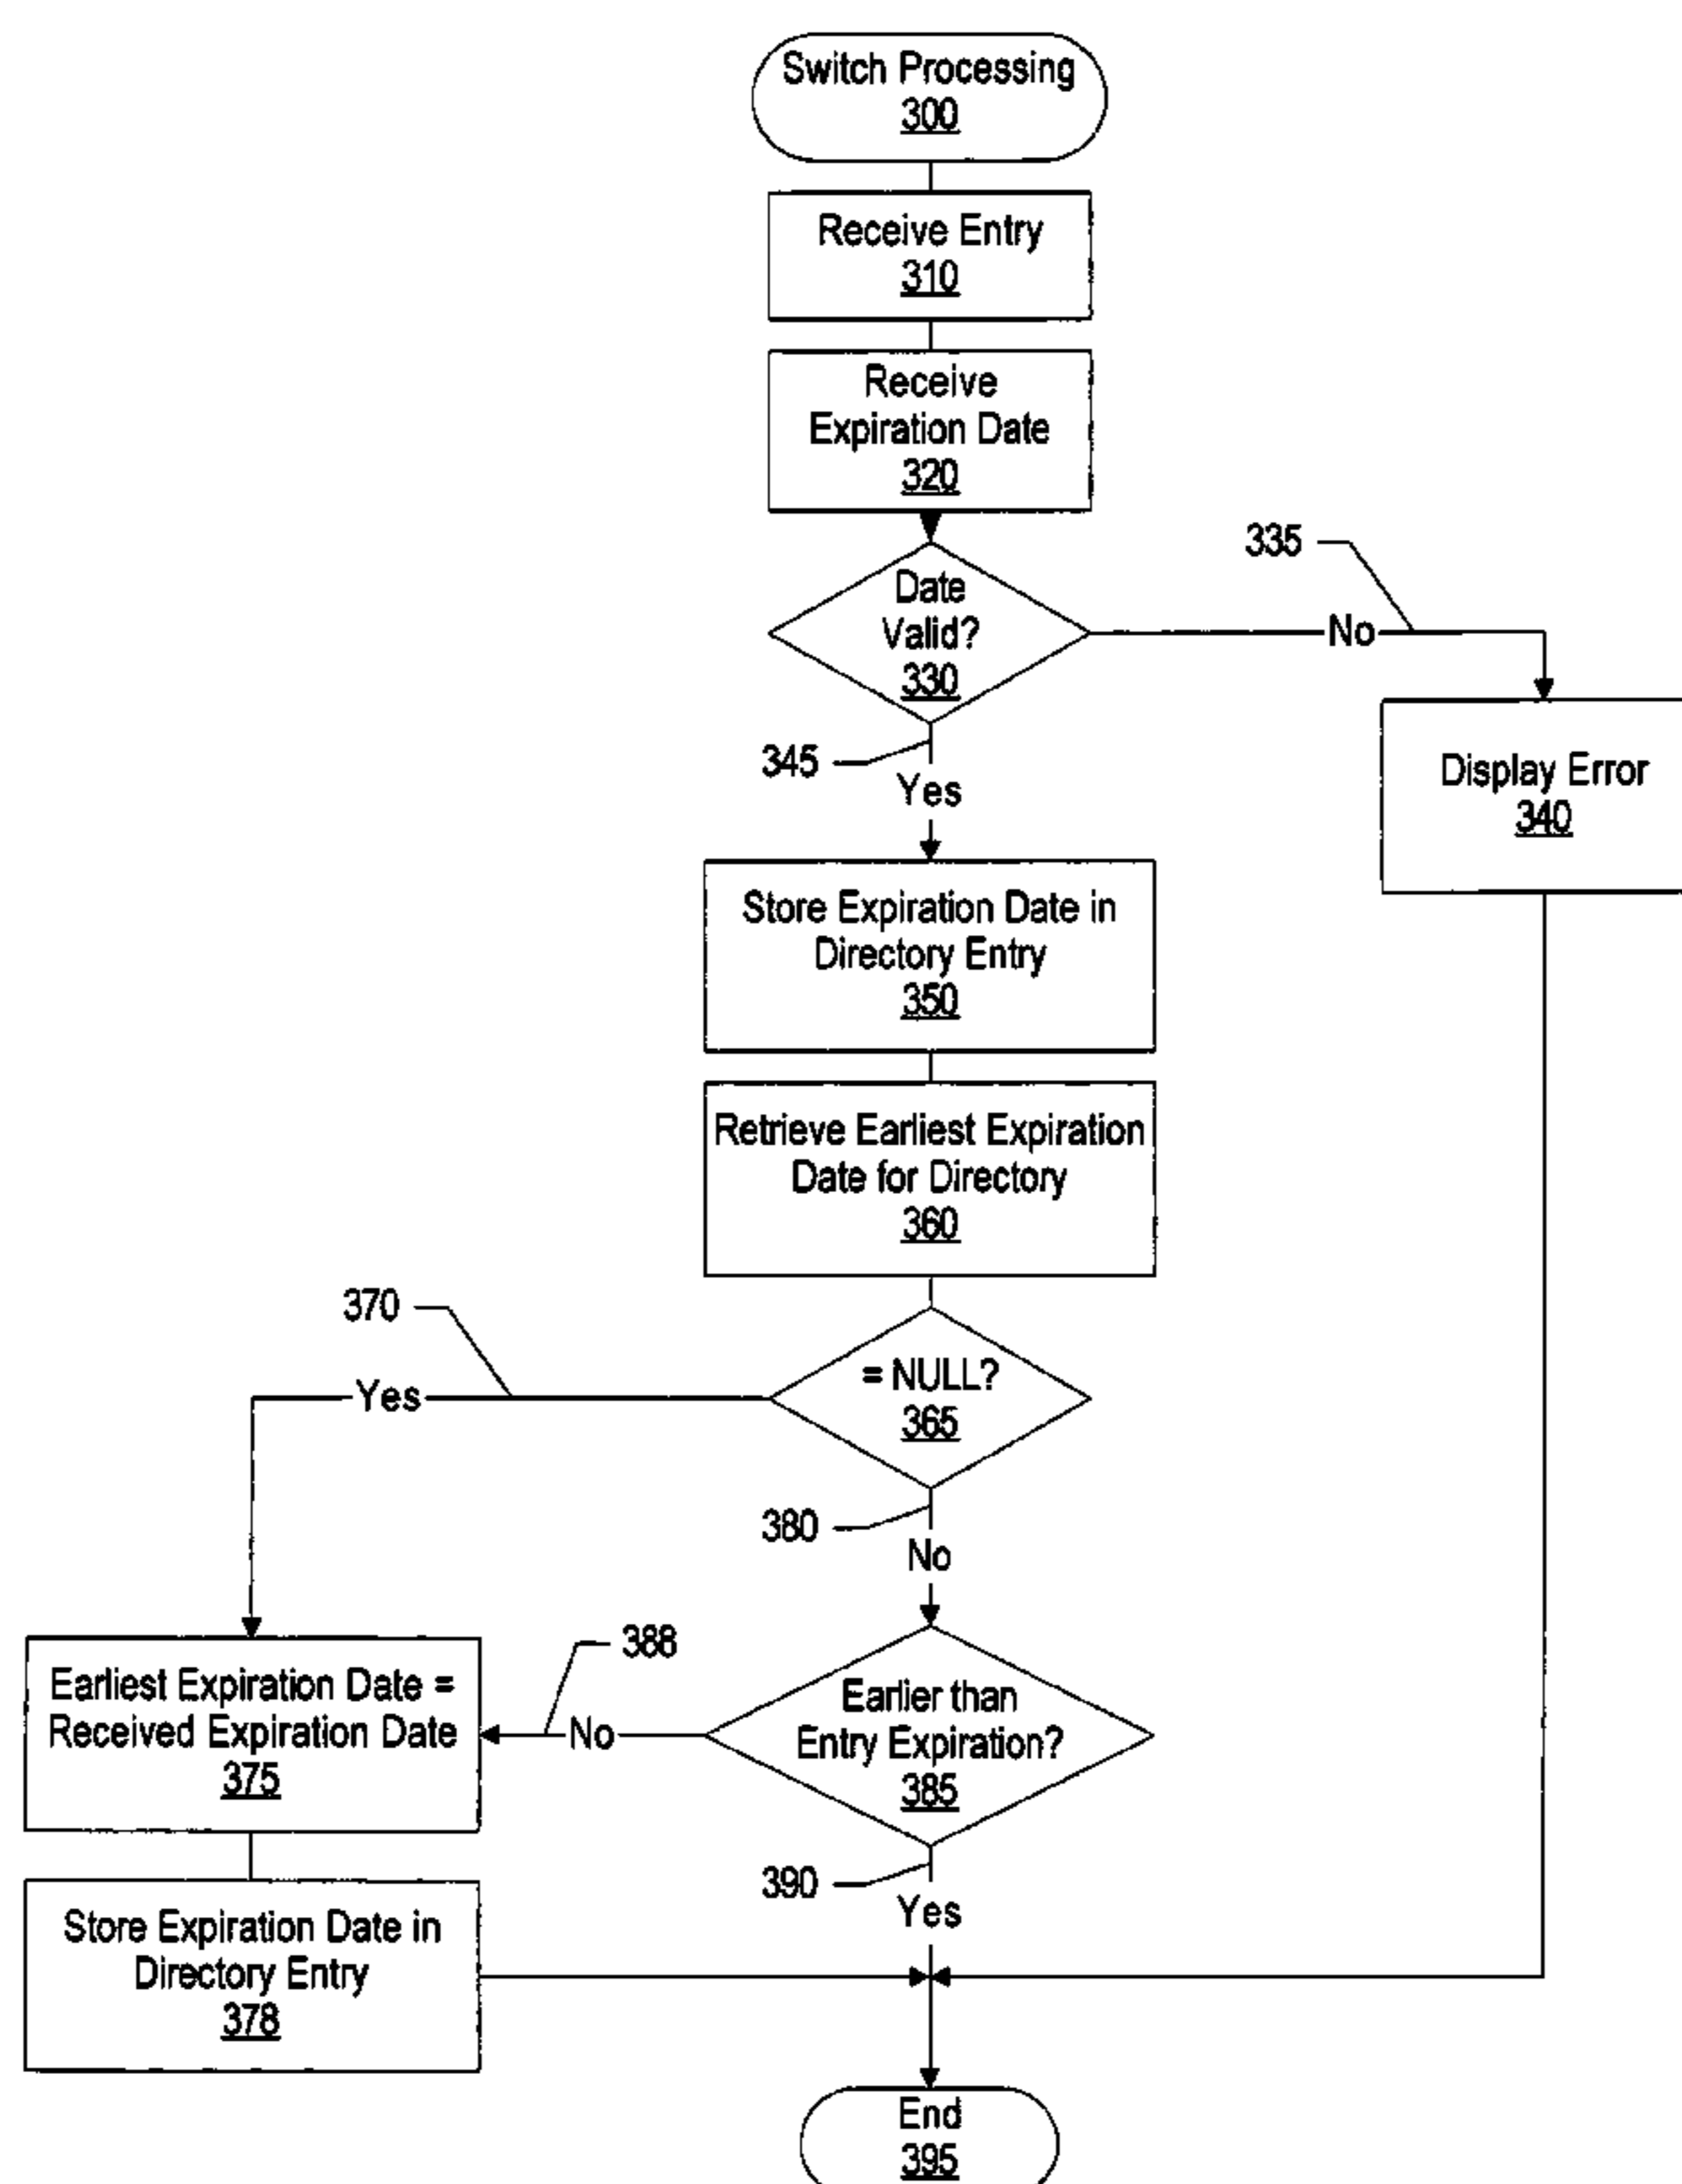 Switch Processing
300
Receive Entry
310
Receive
Expiration Date
320
335
Date
Valid?
330
No
345
Yes
Display Error
340
Store Expiration Date in
Directory Entry
350
Retrieve Earliest Expiration
Date for Directory
360
370
= NULL?
365
Yes
380
No
388
Earliest Expiration Date =
Received Expiration Date
375
No
Earlier than
Entry Expiration?
385
390
Yes
Store Expiration Date in
Directory Entry
378
End
395